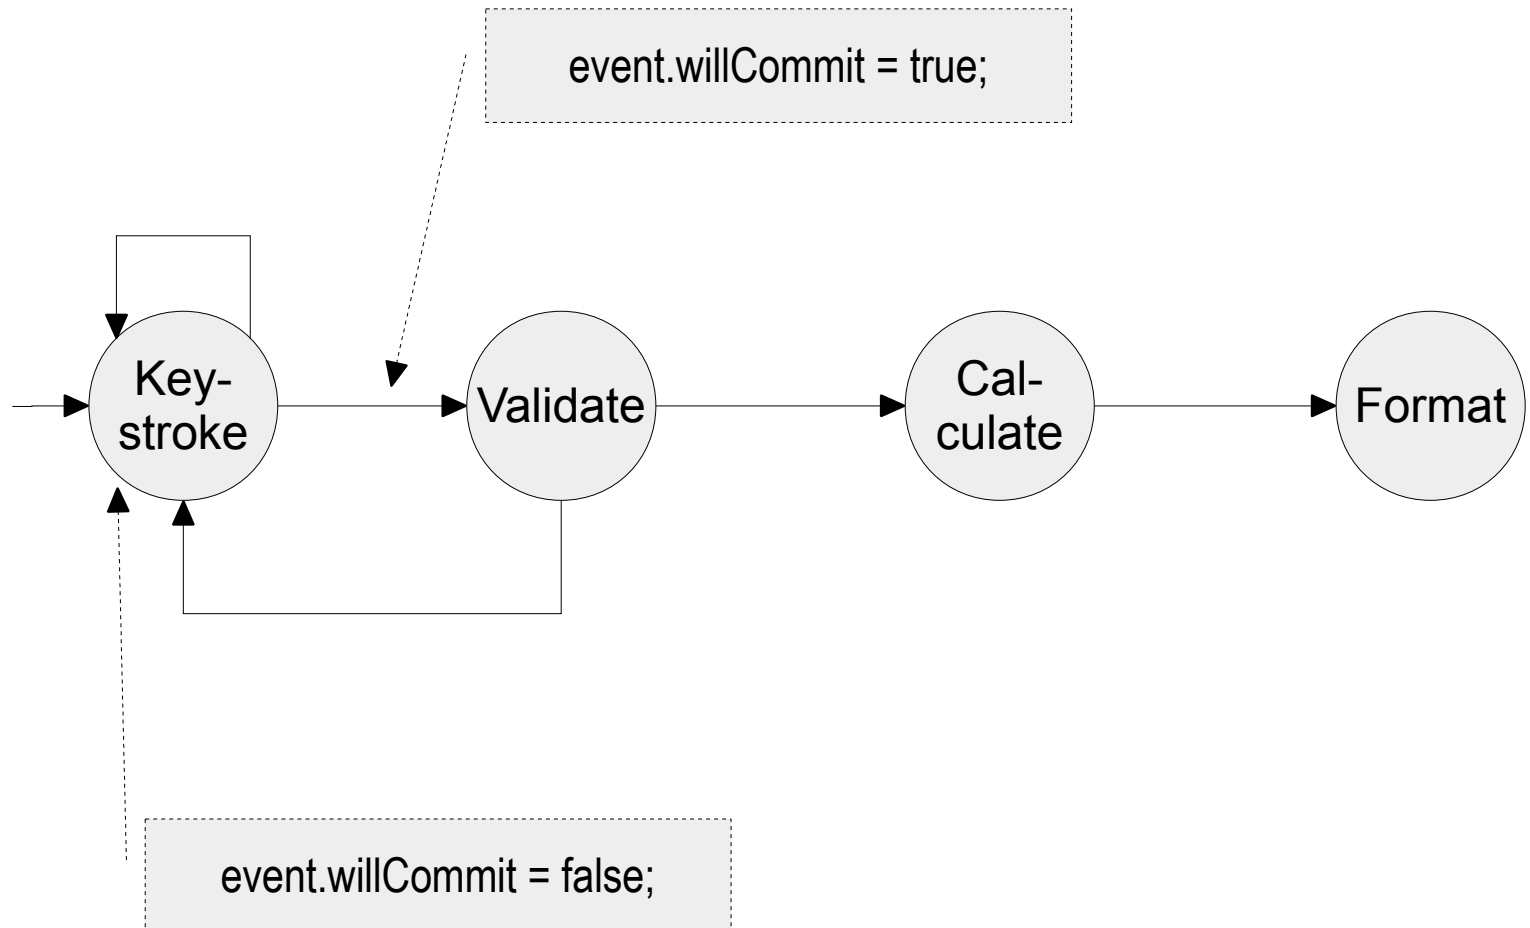 event.willCommit = true;
Key-
stroke
Validate
Cal-
culate
Format
event.willCommit = false;